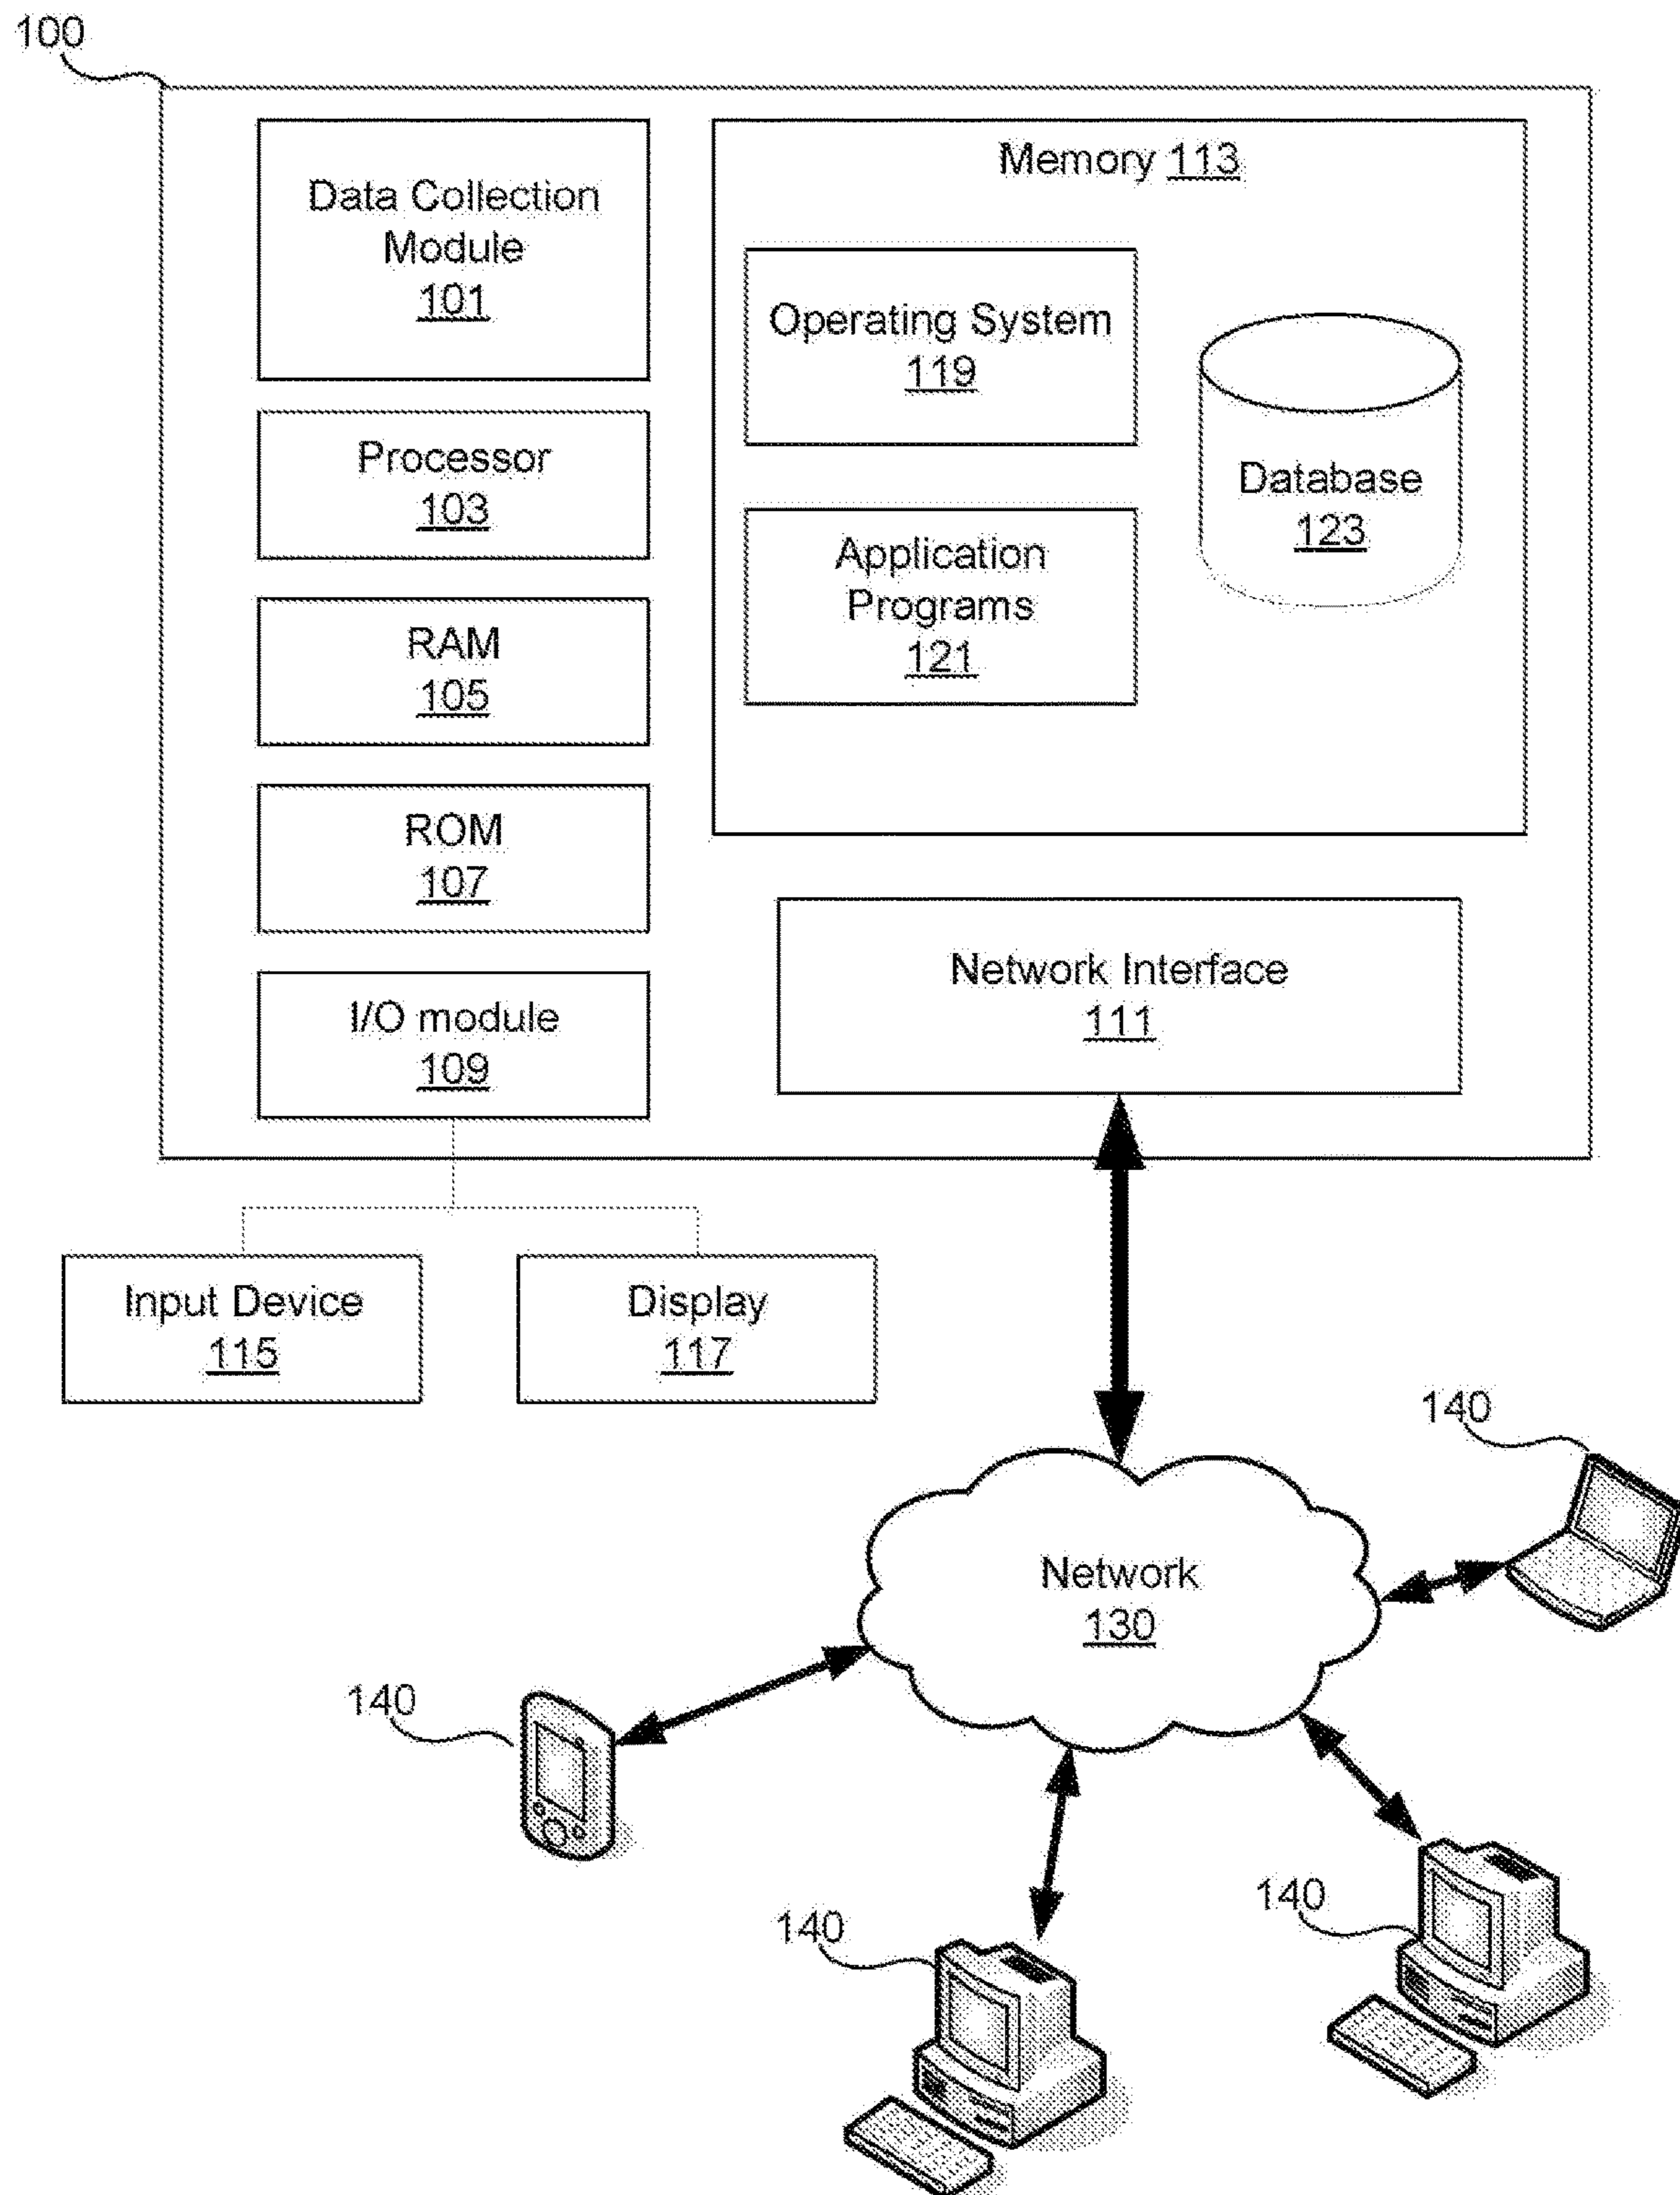 100
Data Collection
Module
101
Processor
103
RAM
105
ROM
107
I/O module
109
Memory 113
Operating System
119
Application
Programs
121
Database
123
Network Interface
111
Input Device
115
Display
117
Network
130
140
140
140
140